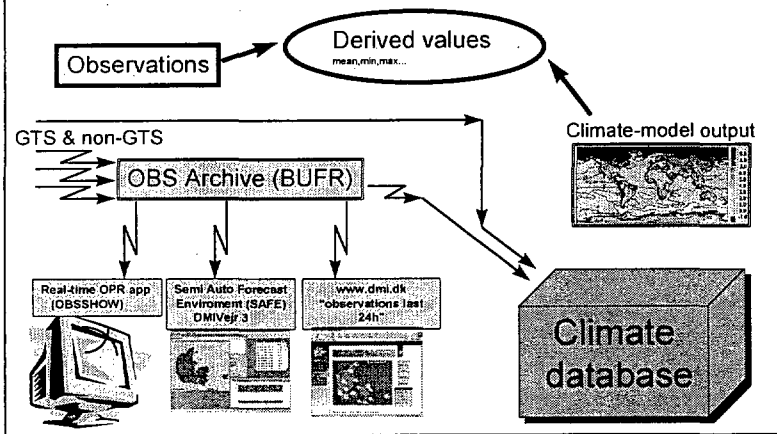 Derived values
mean,min,max...
Observations
GTS & non-GTS
Climate-model output
OBS Archive (BUFR)
Real-time OPR app
(OBSSHOW)
Semi Auto Forecast
Enviroment (SAFE)
DMIVejr 3
www.dmi.dk
"observations last
24h"
Climate
database